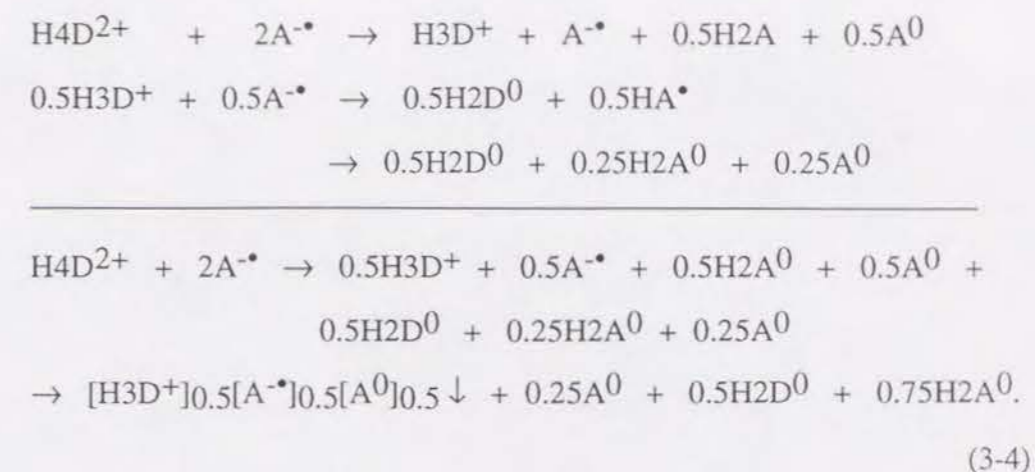 H4D²⁺ + 2A⁻• → H3D⁺ + A⁻• + 0.5H2A + 0.5A⁰
0.5H3D⁺ + 0.5A⁻• → 0.5H2D⁰ + 0.5HA•
→ 0.5H2D⁰ + 0.25H2A⁰ + 0.25A⁰
H4D²⁺ + 2A⁻• → 0.5H3D⁺ + 0.5A⁻• + 0.5H2A⁰ + 0.5A⁰ +
0.5H2D⁰ + 0.25H2A⁰ + 0.25A⁰
→ [H3D⁺]0.5[A⁻•]0.5[A⁰]0.5 ↓ + 0.25A⁰ + 0.5H2D⁰ + 0.75H2A⁰.
(3-4)